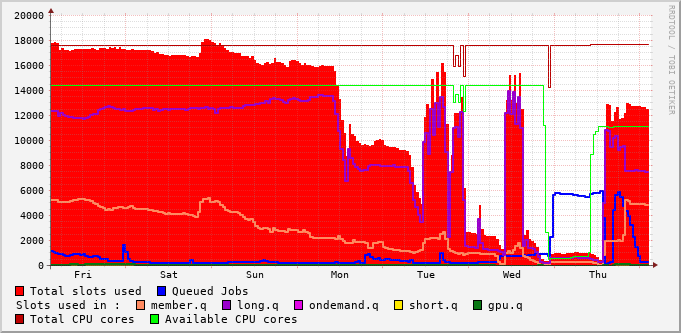 20000
18000
16000
14000
12000
10000
8000
6000
4000
2000
0
Fri Sat Sun Mon Tue Wed Thu
RRDTOOL / TOBI OETIKER
Total slots used Queued Jobs
Slots used in : member.q long.q ondemand.q short.q gpu.q
Total CPU cores Available CPU cores